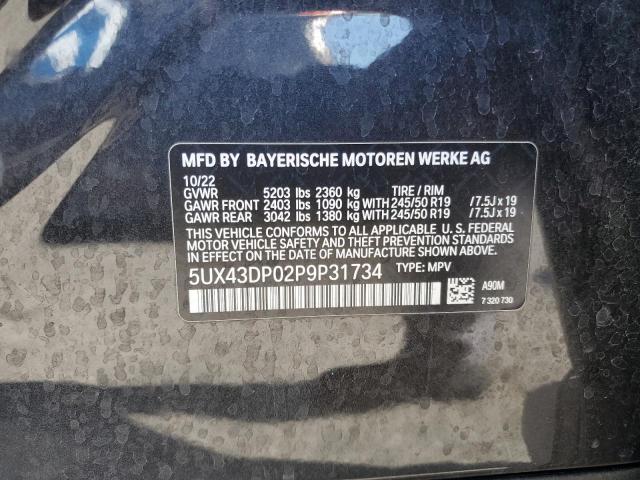 MFD BY BAYERISCHE MOTOREN WERKE AG
10/22
GVWR 5203 lbs 2360 kg TIRE / RIM
GAWR FRONT 2403 lbs 1090 kg WITH 245/50 R19 /7.5J x 19
GAWR REAR 3042 lbs 1380 kg WITH 245/50 R19 /7.5J x 19
THIS VEHICLE CONFORMS TO ALL APPLICABLE U. S. FEDERAL
MOTOR VEHICLE SAFETY AND THEFT PREVENTION STANDARDS
IN EFFECT ON THE DATE OF MANUFACTURE SHOWN ABOVE.
5UX43DP02P9P31734 TYPE: MPV
A90M
7 320 730